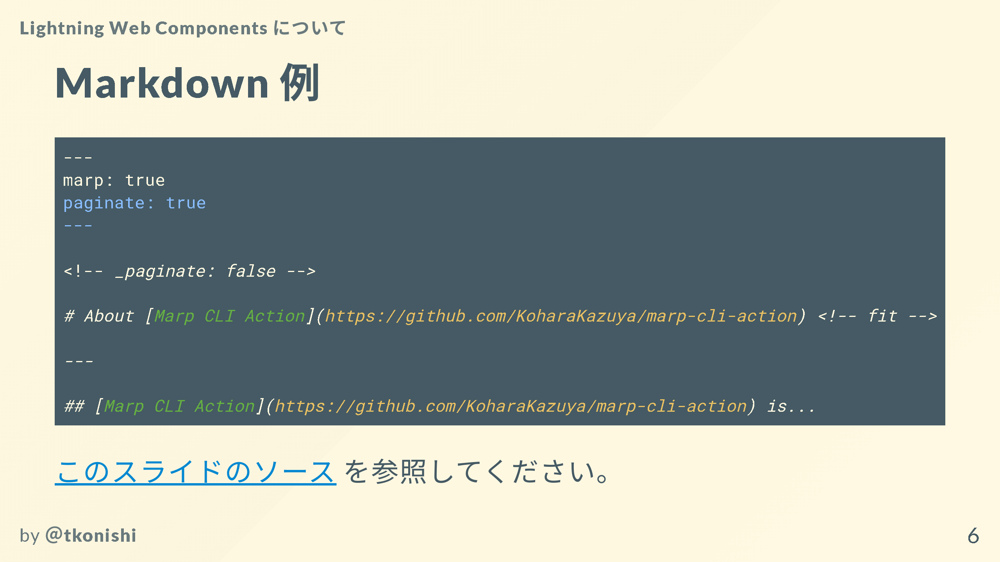 Lightning Web Components について
Markdown 例
---
marp: true
paginate: true
---
<!-- _paginate: false -->
# About [Marp CLI Action](https://github.com/KoharaKazuya/marp-cli-action) <!-- fit -->
---
## [Marp CLI Action](https://github.com/KoharaKazuya/marp-cli-action) is...
このスライドのソース を参照してください。
by @tkonishi
6